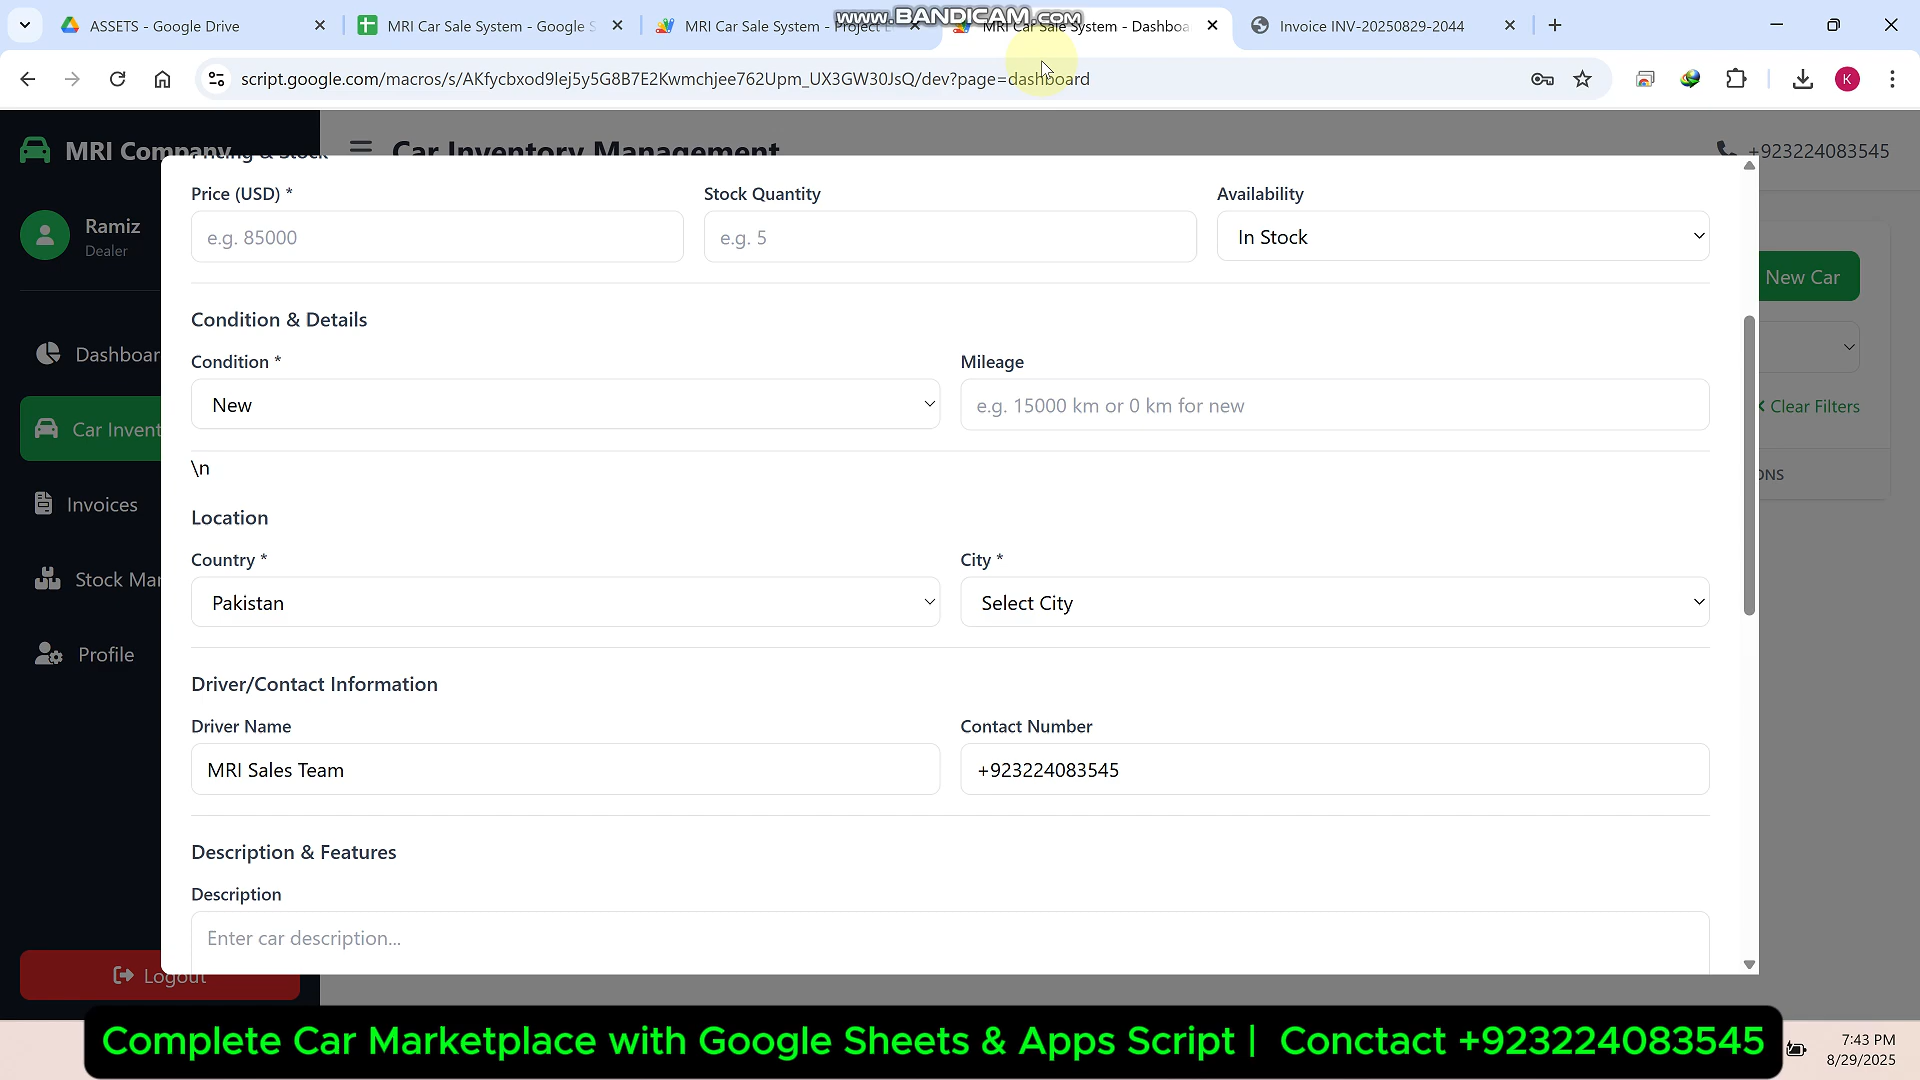 ASSETS - Google Drive
MRI Car Sale System - Google S
MRI Car Sale System - Project E
MRI Car Sale System - Dashboa
Invoice INV-20250829-2044
www.BANDICAM.com
script.google.com/macros/s/AKfycbxod9lej5y5G8B7E2Kwmchjee762Upm_UX3GW30JsQ/dev?page=dashboard
K
MRI Company
Car Inventory Management
+923224083545
Ramiz
Dealer
Dashboar
Car Invent
Invoices
Stock Mar
Profile
Logout
New Car
Clear Filters
ONS
Pricing & Stock
Price (USD) *
Stock Quantity
Availability
e.g. 85000
e.g. 5
In Stock
Condition & Details
Condition *
Mileage
New
e.g. 15000 km or 0 km for new
\n
Location
Country *
City *
Pakistan
Select City
Driver/Contact Information
Driver Name
Contact Number
MRI Sales Team
+923224083545
Description & Features
Description
Enter car description...
Complete Car Marketplace with Google Sheets & Apps Script | Conctact +923224083545
7:43 PM
8/29/2025